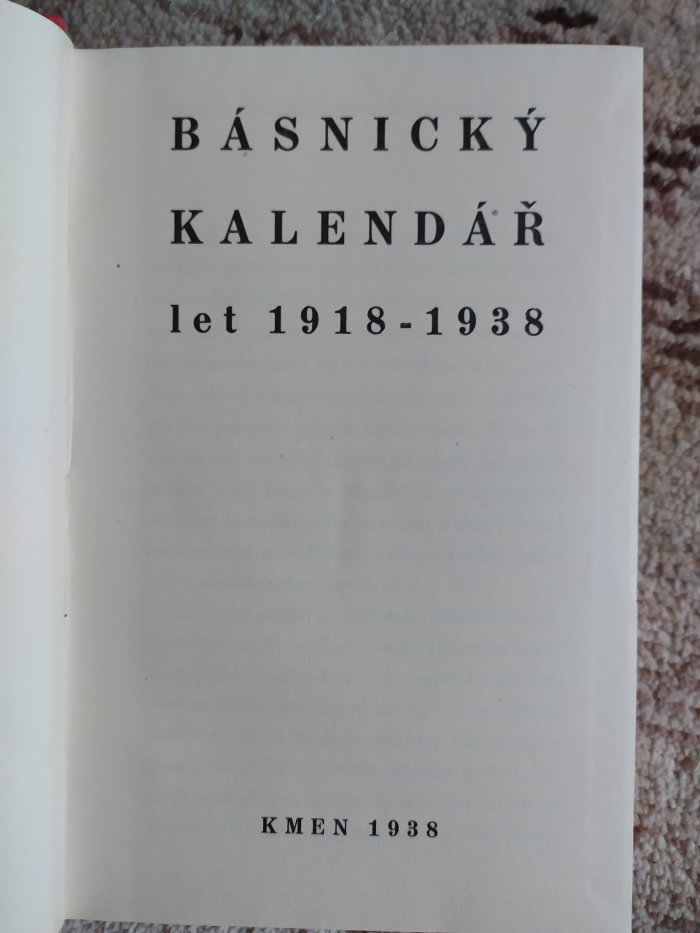 BÁSNICKÝ
KALENDÁŘ
let 1918-1938
KMEN 1938